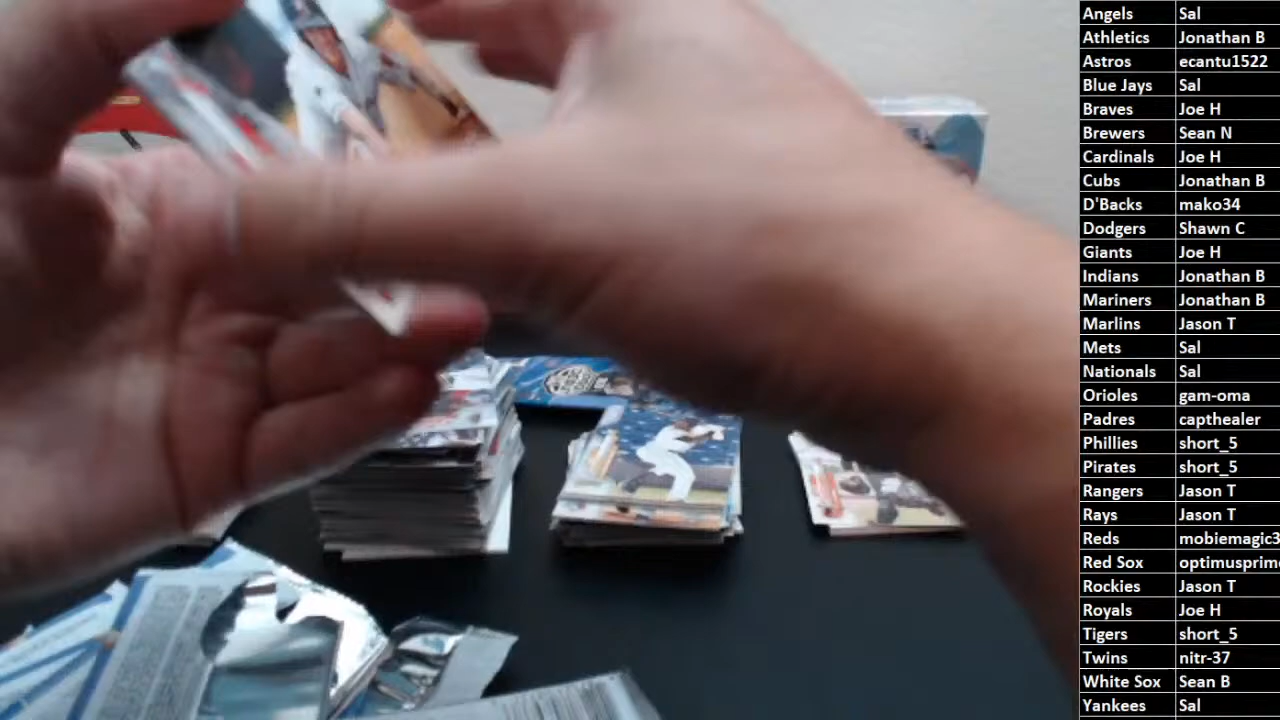 Angels Sal
Athletics Jonathan B
Astros ecantu1522
Blue Jays Sal
Braves Joe H
Brewers Sean N
Cardinals Joe H
Cubs Jonathan B
D'Backs mako34
Dodgers Shawn C
Giants Joe H
Indians Jonathan B
Mariners Jonathan B
Marlins Jason T
Mets Sal
Nationals Sal
Orioles gam-oma
Padres capthealer
Phillies short_5
Pirates short_5
Rangers Jason T
Rays Jason T
Reds mobiemagic3
Red Sox optimusprime
Rockies Jason T
Royals Joe H
Tigers short_5
Twins nitr-37
White Sox Sean B
Yankees Sal